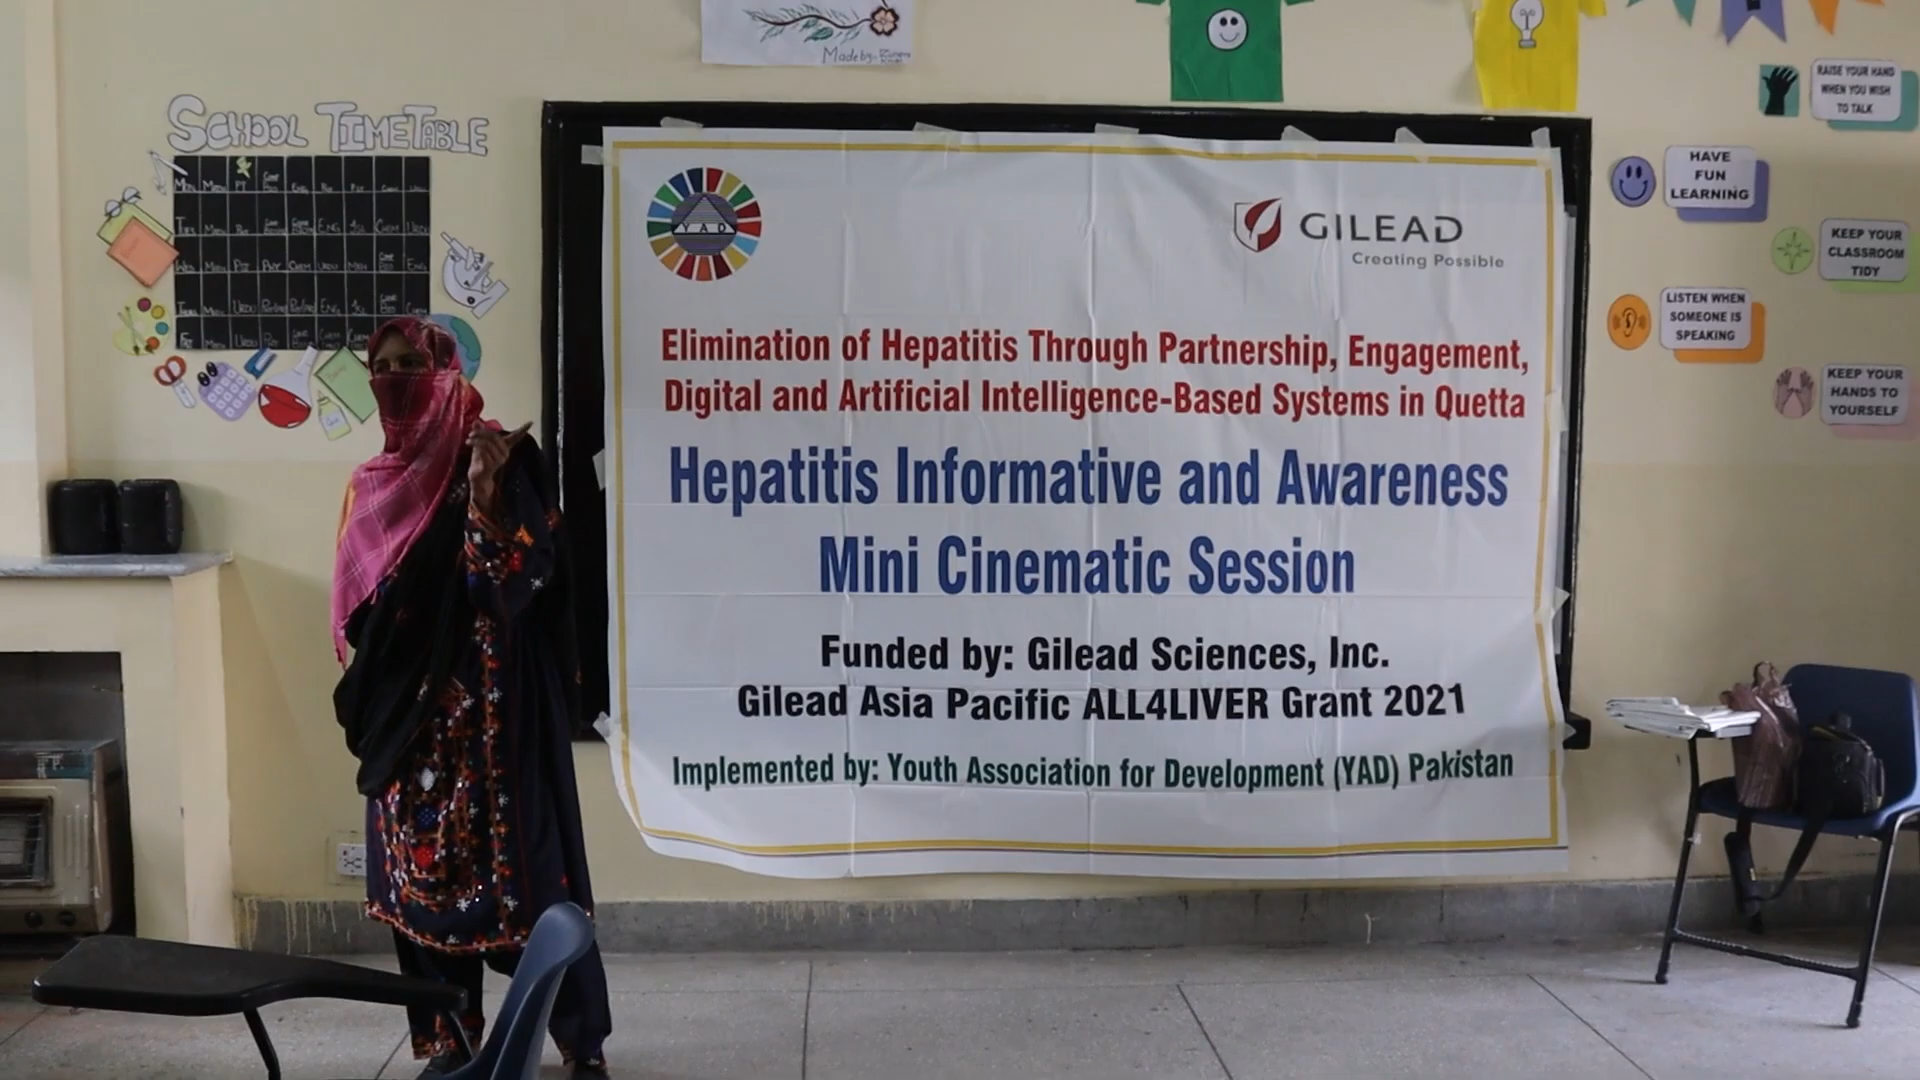 Made by:
SCHOOL TIMETABLE
YAD
GILEAD
Creating Possible
Elimination of Hepatitis Through Partnership, Engagement,
Digital and Artificial Intelligence-Based Systems in Quetta
Hepatitis Informative and Awareness
Mini Cinematic Session
Funded by: Gilead Sciences, Inc.
Gilead Asia Pacific ALL4LIVER Grant 2021
Implemented by: Youth Association for Development (YAD) Pakistan
RAISE YOUR HAND
WHEN YOU WISH
TO TALK
HAVE
FUN
LEARNING
KEEP YOUR
CLASSROOM
TIDY
LISTEN WHEN
SOMEONE IS
SPEAKING
KEEP YOUR
HANDS TO
YOURSELF